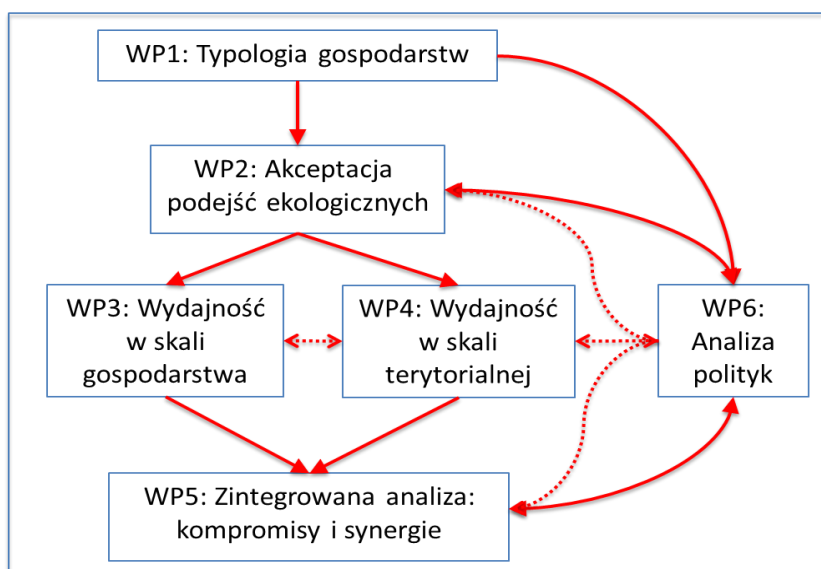 WP1: Typologia gospodarstw
WP2: Akceptacja
podejść ekologicznych
WP3: Wydajność
w skali
gospodarstwa
WP4: Wydajność
w skali
terytorialnej
WP6:
Analiza
polityk
WP5: Zintegrowana analiza:
kompromisy i synergie